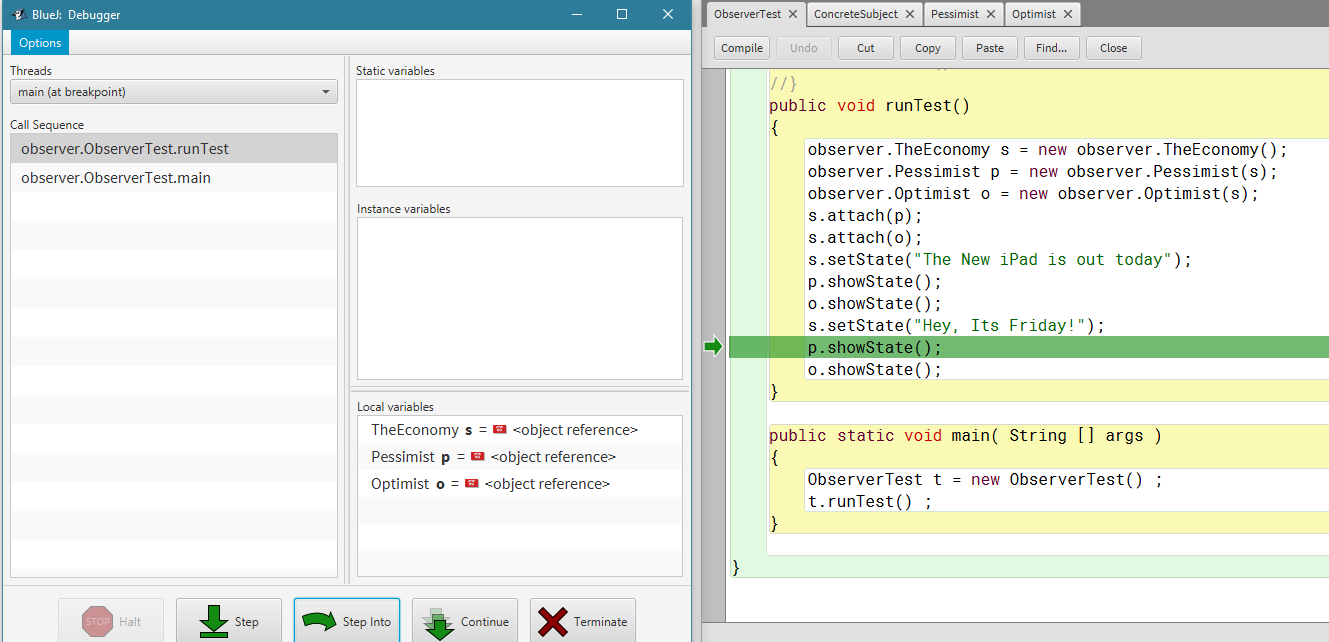 BlueJ: Debugger
Options
Threads
main (at breakpoint)
Call Sequence
observer.ObserverTest.runTest
observer.ObserverTest.main
Static variables
Instance variables
Local variables
TheEconomy s = <object reference>
Pessimist p = <object reference>
Optimist o = <object reference>
STOP Halt
Step
Step Into
Continue
Terminate
ObserverTest
ConcreteSubject
Pessimist
Optimist
Compile
Undo
Cut
Copy
Paste
Find...
Close
//}
public void runTest()
{
observer.TheEconomy s = new observer.TheEconomy();
observer.Pessimist p = new observer.Pessimist(s);
observer.Optimist o = new observer.Optimist(s);
s.attach(p);
s.attach(o);
s.setState("The New iPad is out today");
p.showState();
o.showState();
s.setState("Hey, Its Friday!");
p.showState();
o.showState();
}
public static void main( String [] args )
{
ObserverTest t = new ObserverTest() ;
t.runTest() ;
}
}